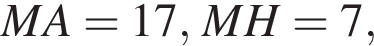 MA = 17, MH = 7,